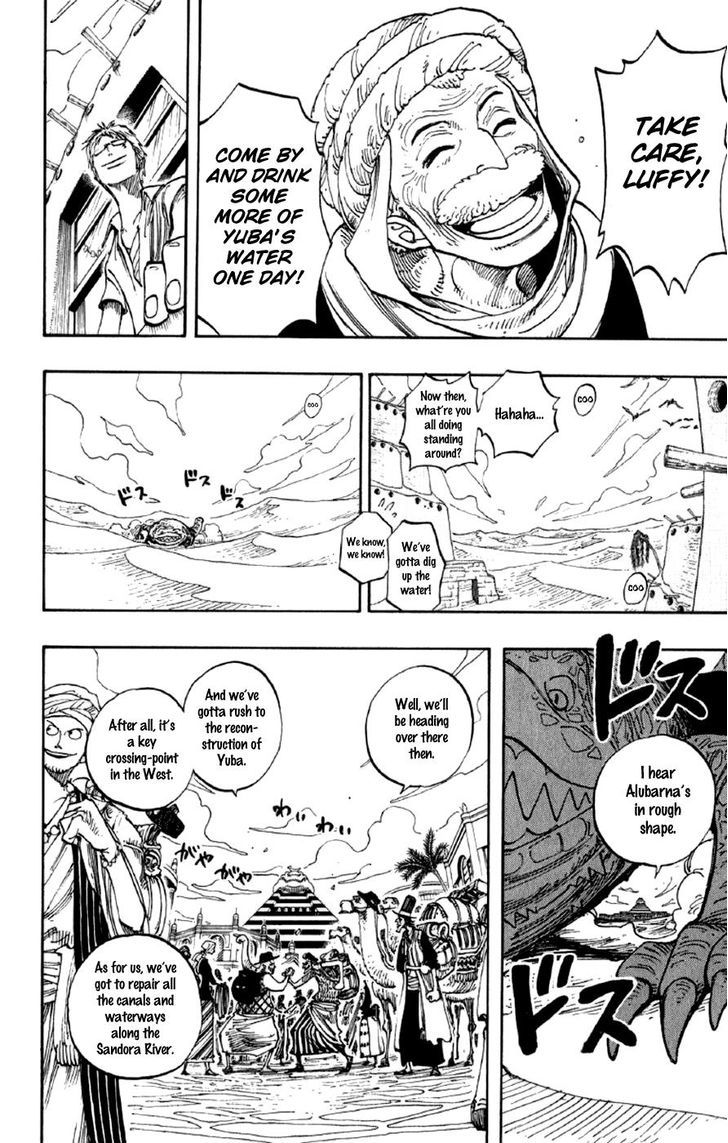 TAKE
CARE,
LUFFY!
COME BY
AND DRINK
SOME
MORE OF
YUBA'S
WATER
ONE DAY!
COO
Hahaha...
Now then,
what're you
all doing
standing
around?
We've
gotta dig
up the
water!
We know,
we know!
COO
COO
ドス
ドス
ドス
ドス
I hear
Alubarna's
in rough
shape.
ドス
Well, we'll
be heading
over there
then.
And we've
gotta rush to
the recon-
struction of
Yuba.
After all, it's
a key
crossing-point
in the West.
わい
わい
がや
がや
As for us, we've
got to repair all
the canals and
waterways
along the
Sandora River.